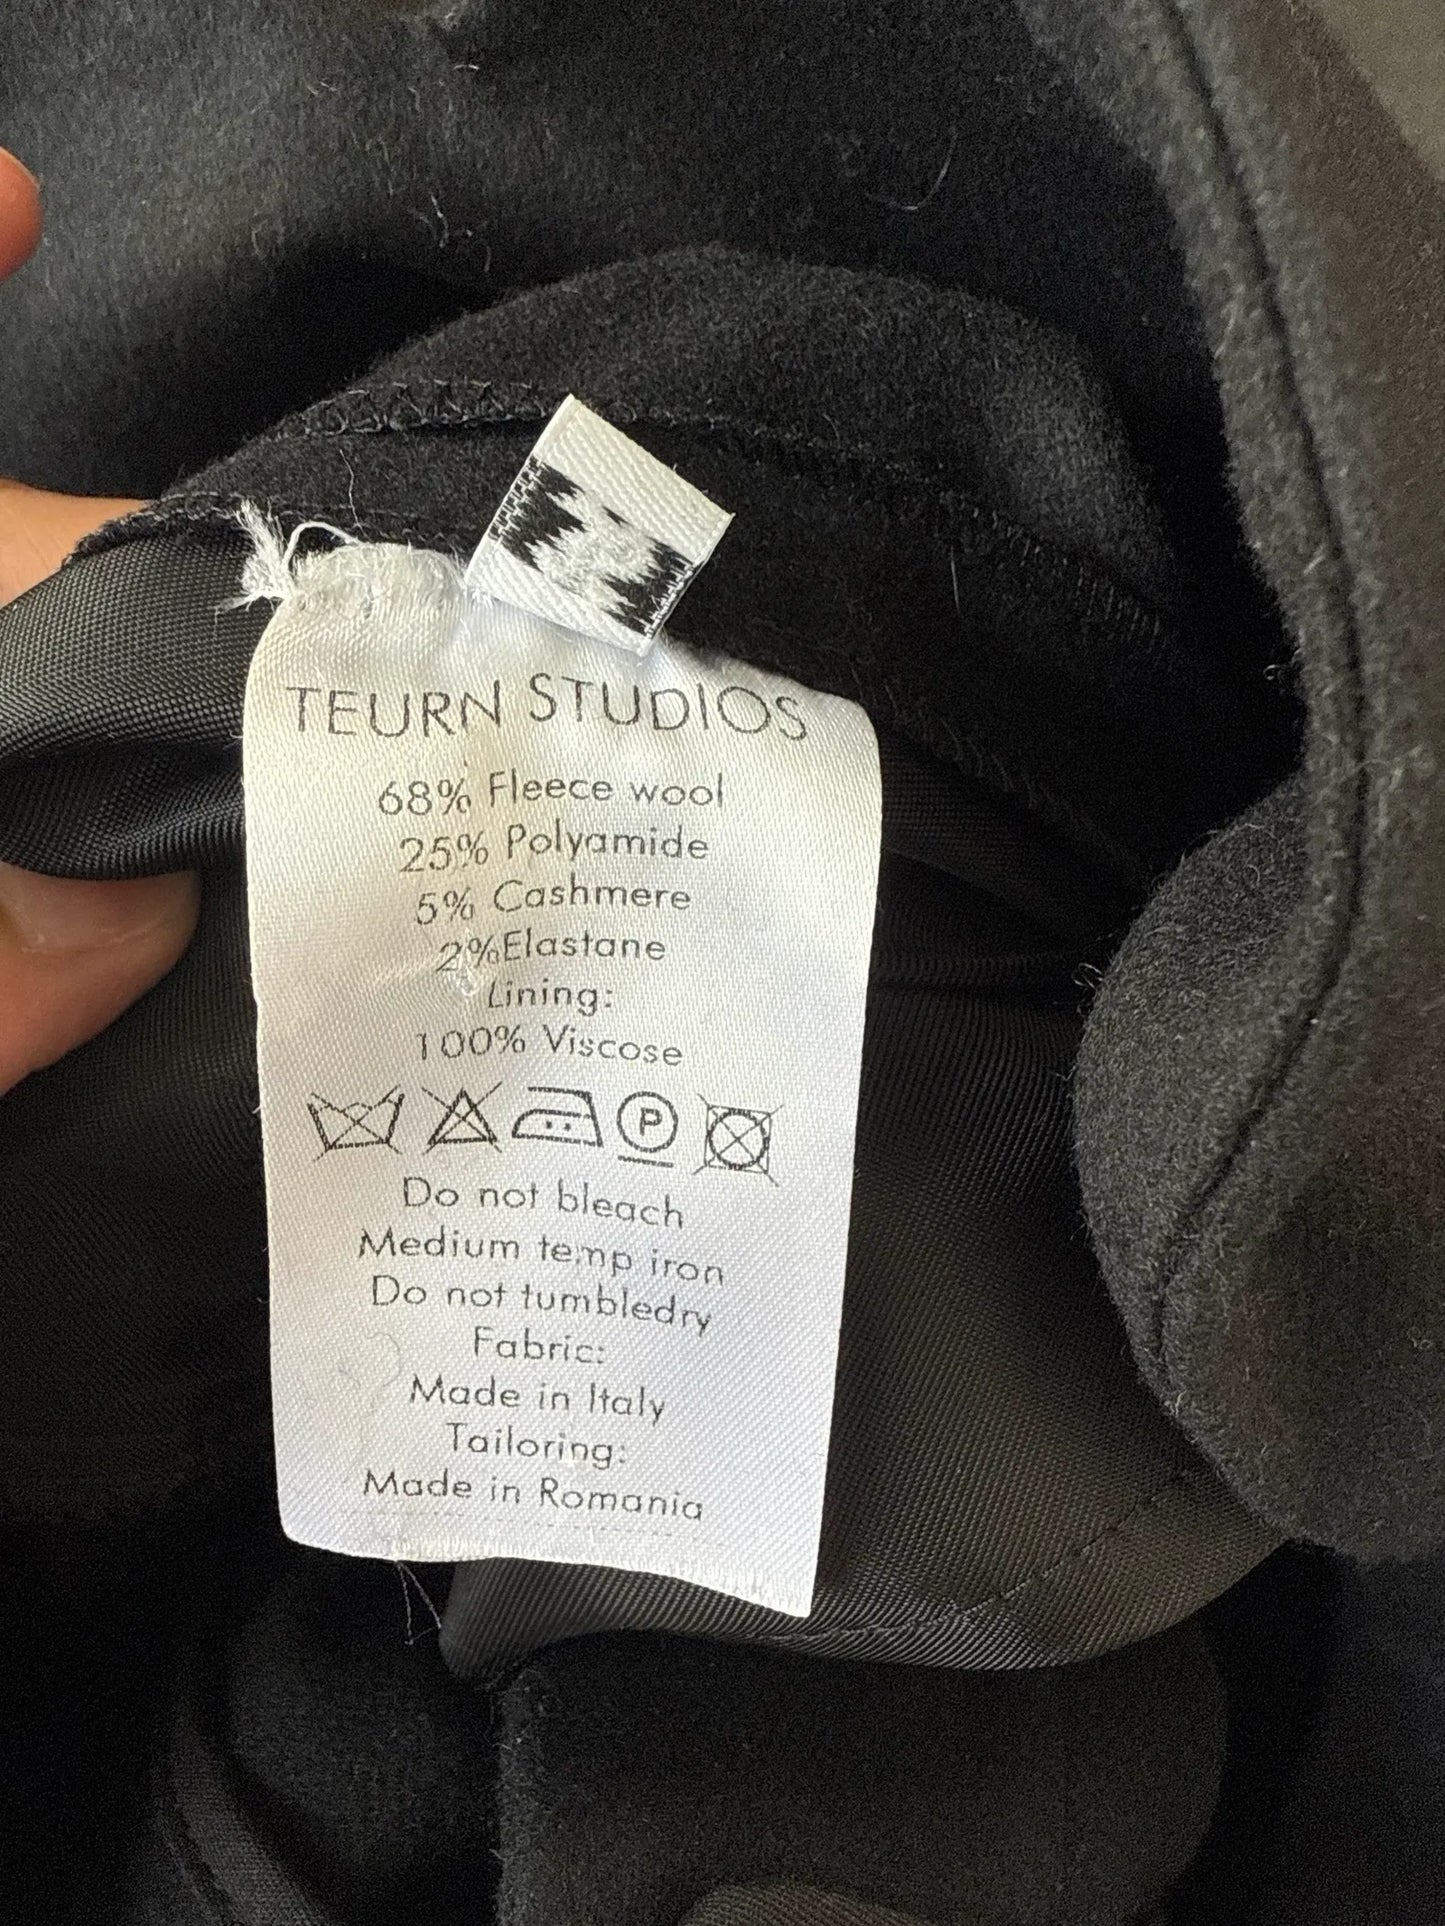 TEURN STUDIOS
68% Fleece wool
25% Polyamide
5% Cashmere
2%Elastane
Lining:
100% Viscose
P
Do not bleach
Medium temp iron
Do not tumbledry
Fabric:
Made in Italy
Tailoring:
Made in Romania